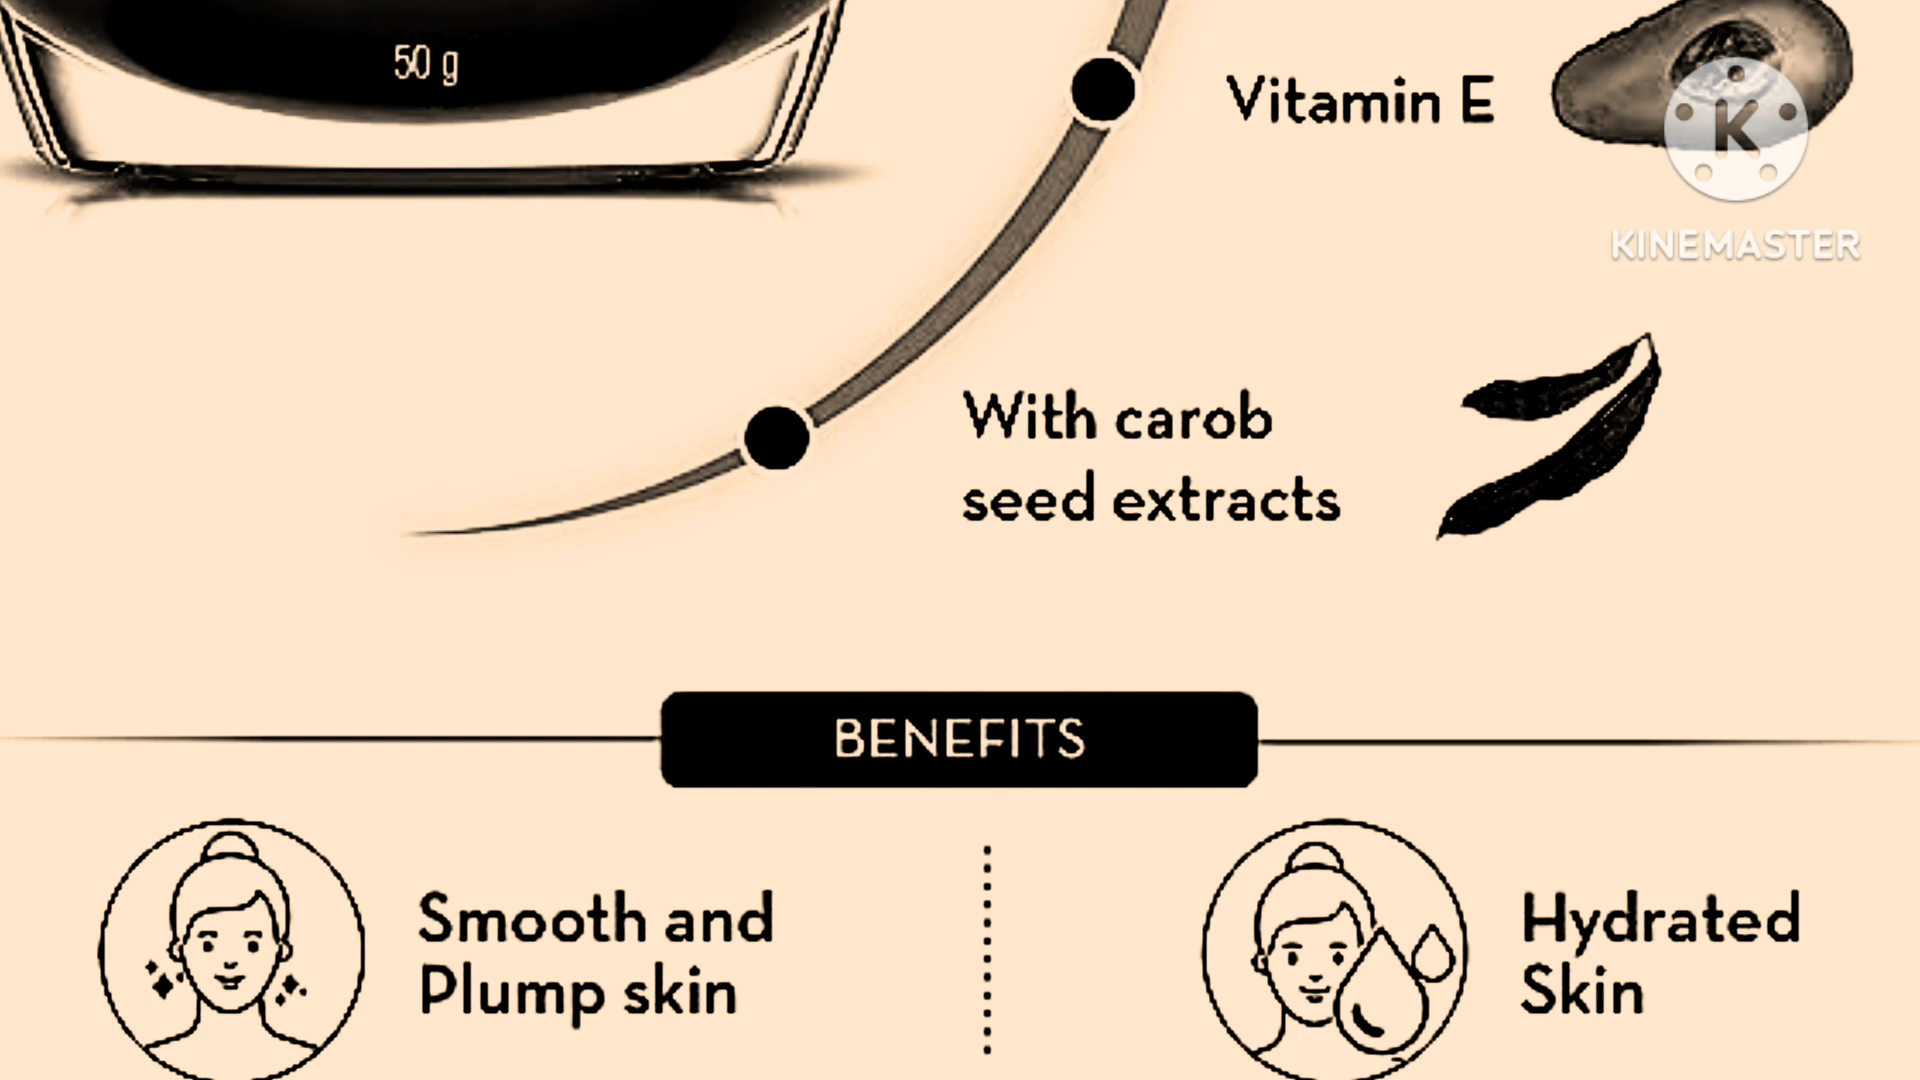 50 g
Vitamin E
K
KINEMASTER
With carob
seed extracts
BENEFITS
Smooth and
Plump skin
Hydrated
Skin